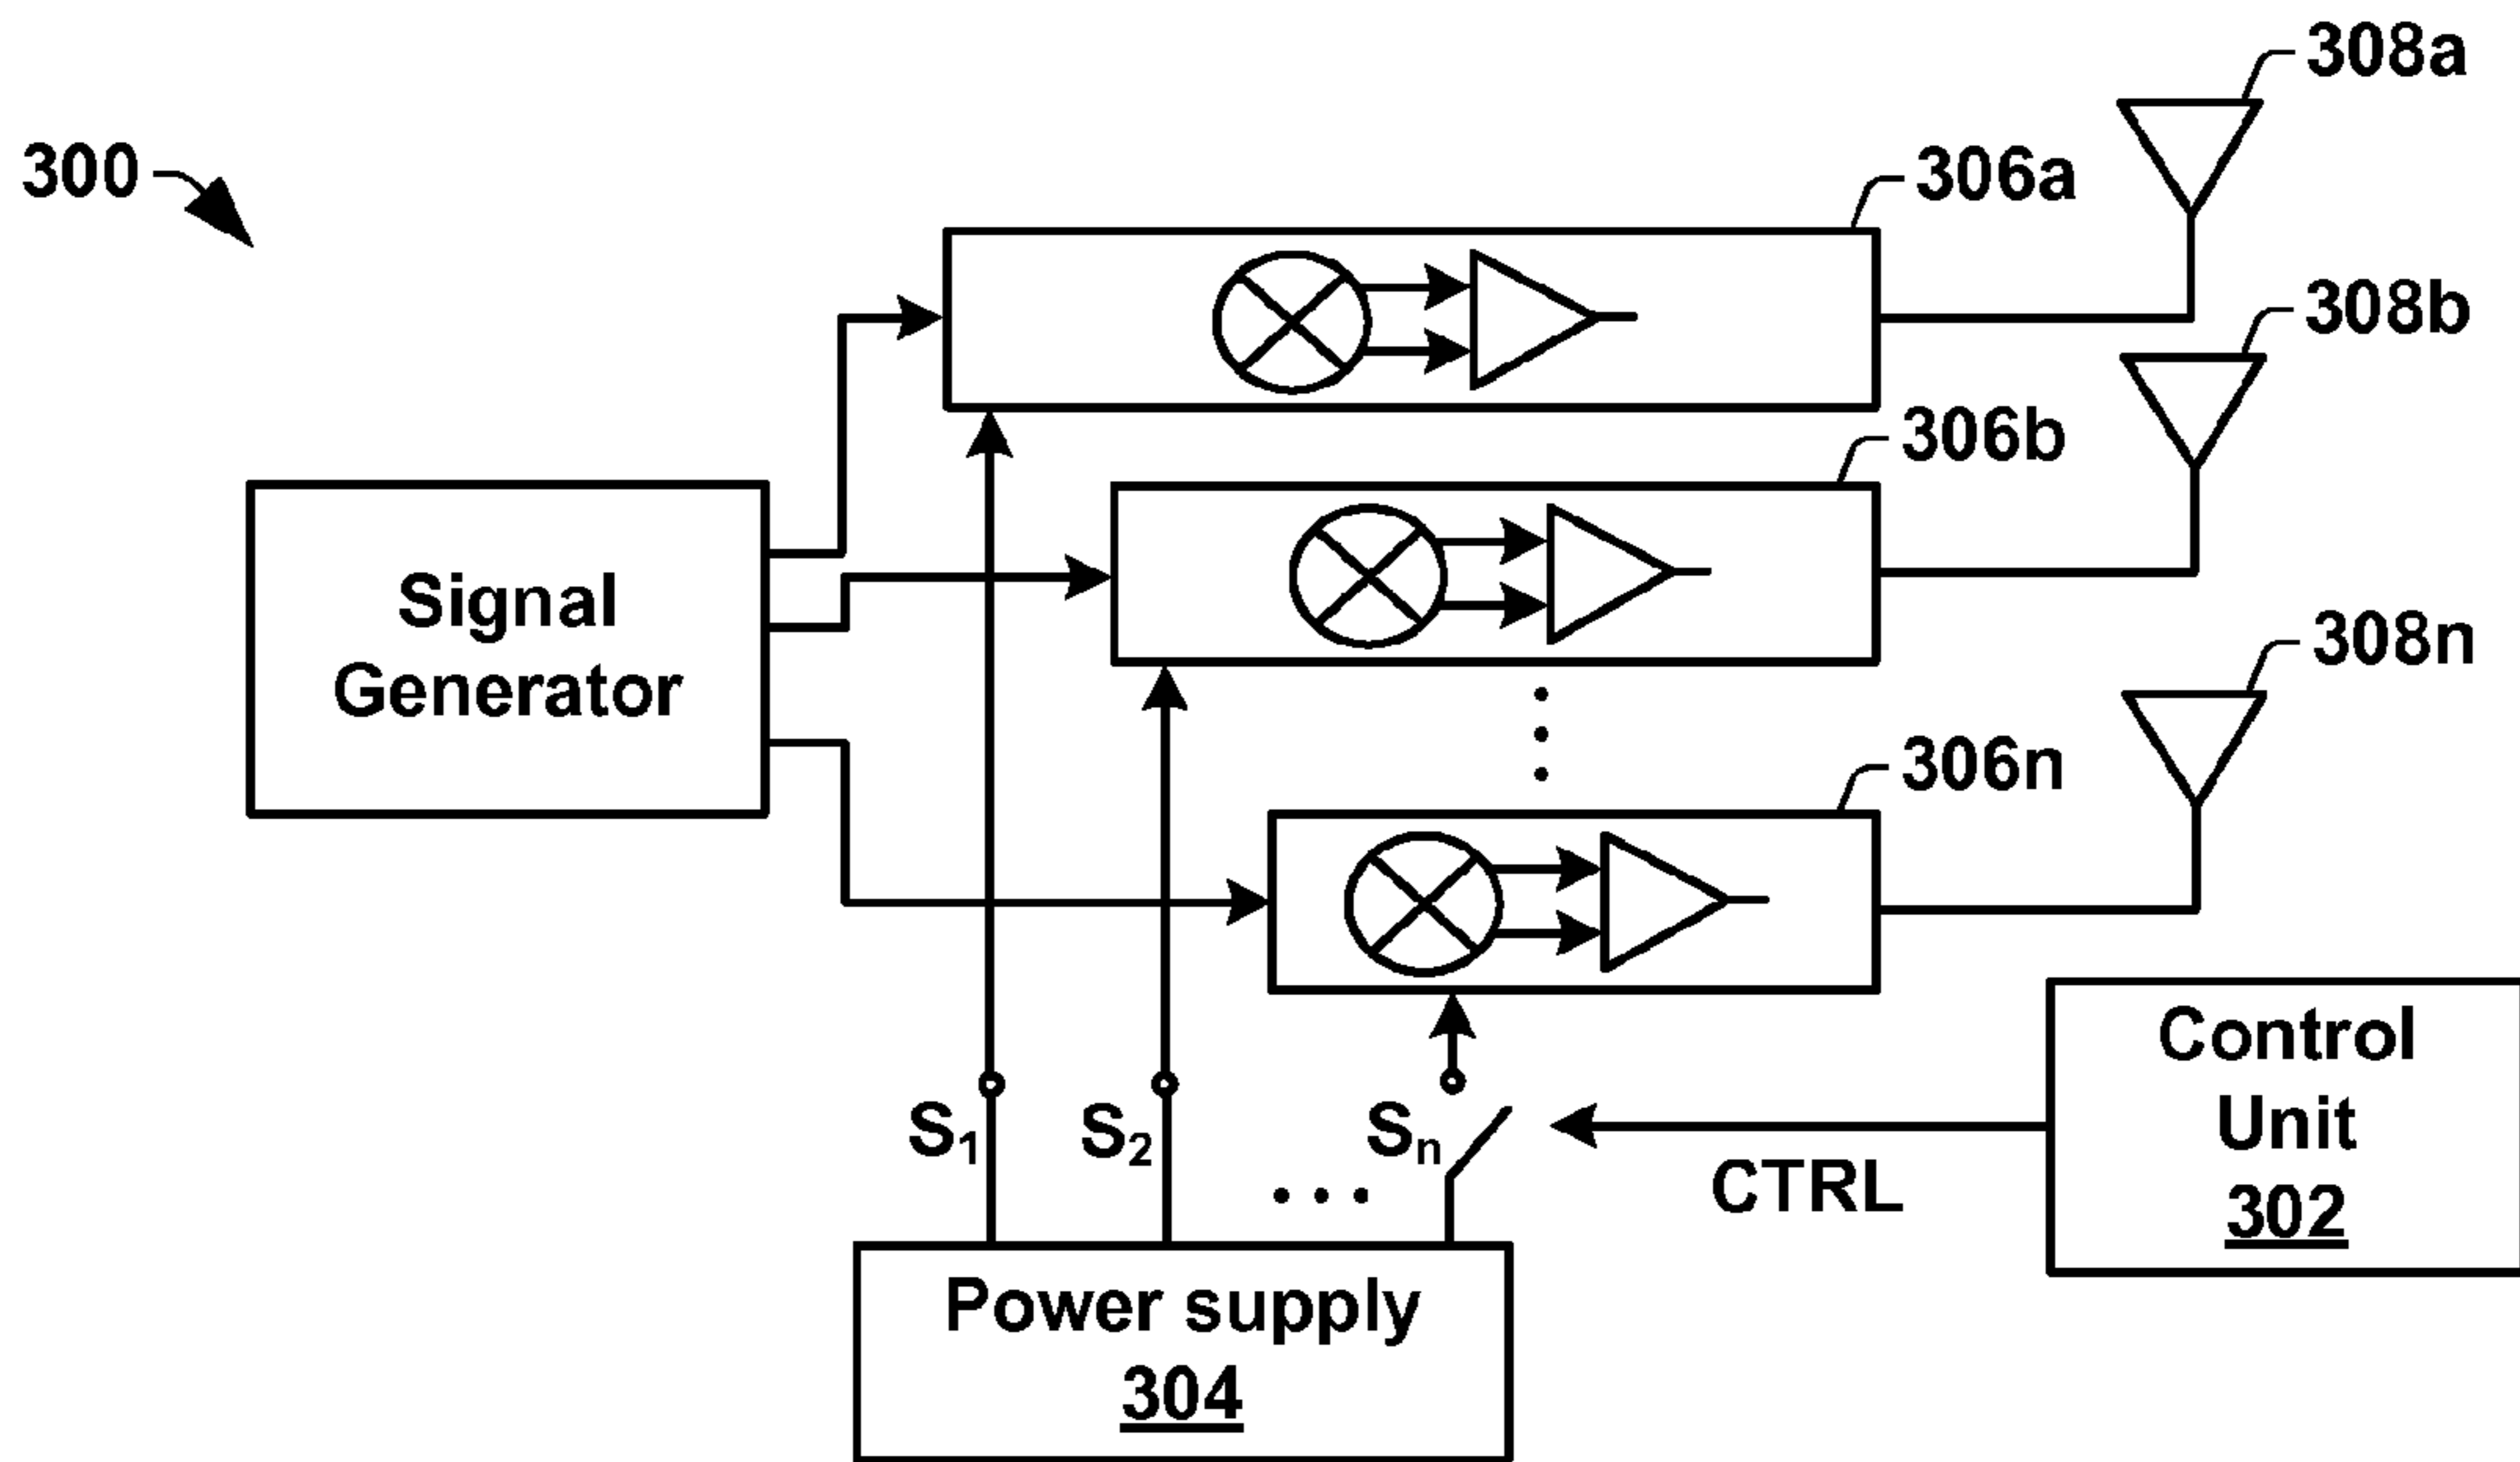 300
308a
306a
308b
306b
Signal
Generator
308n
306n
S1
S2
Sn
CTRL
Control
Unit
302
Power supply
304